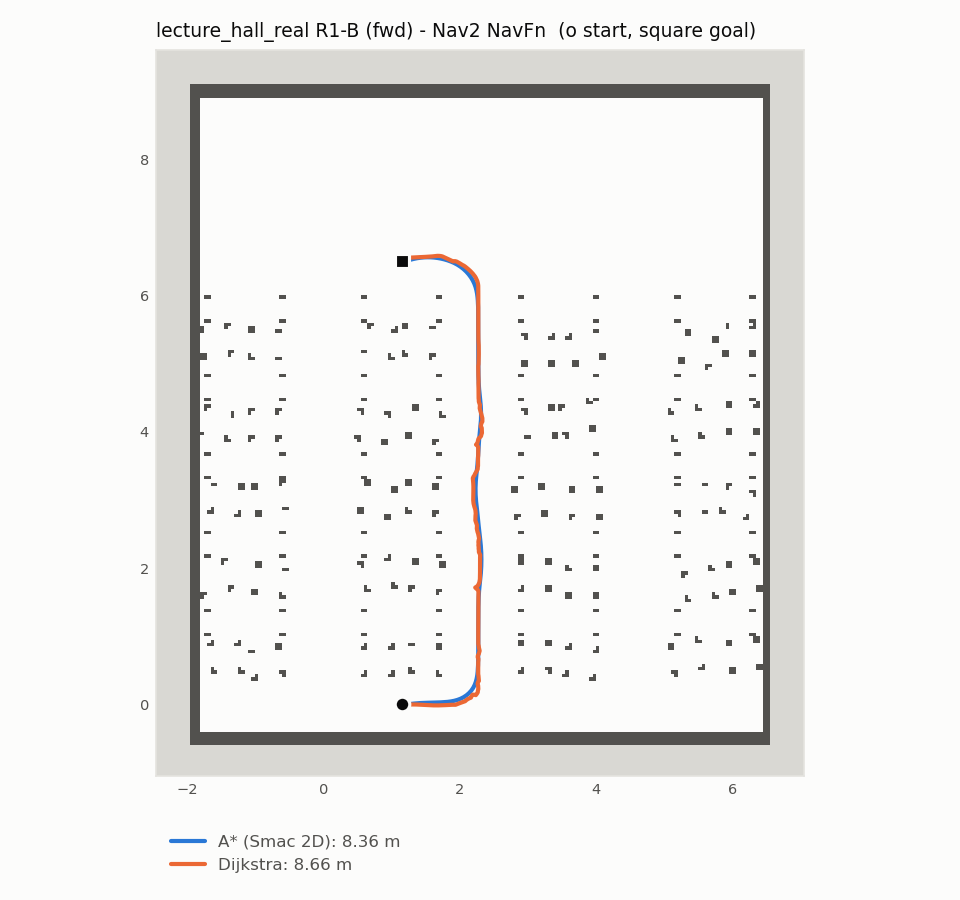 lecture_hall_real R1-B (fwd) - Nav2 NavFn  (o start, square goal)
8
6
4
2
0
−2 0 2 4 6
A* (Smac 2D): 8.36 m
Dijkstra: 8.66 m